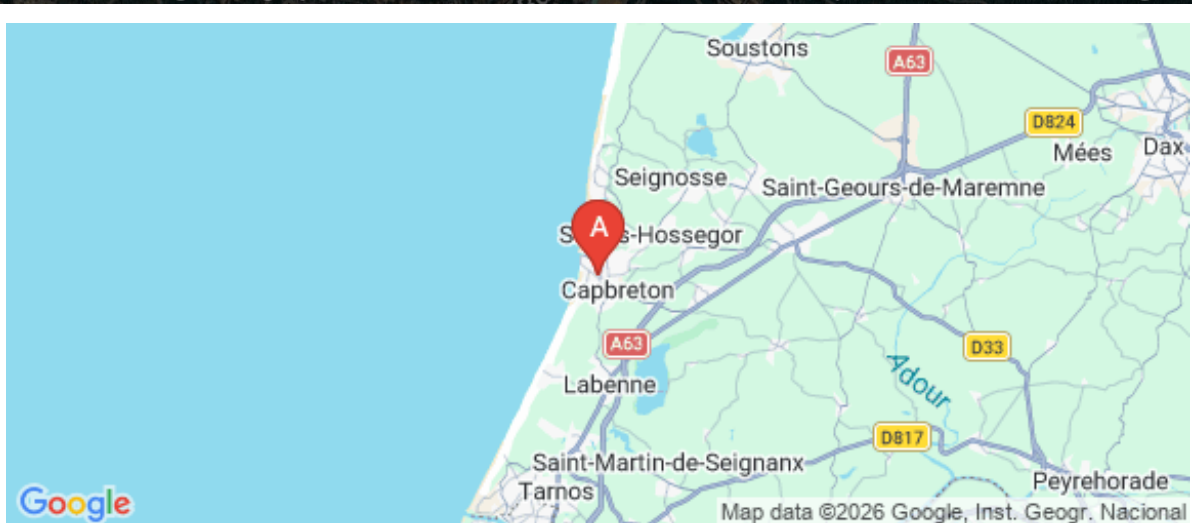 Soustons
A63
D824
Mées
Dax
Seignosse
Saint-Geours-de-Maremne
A
s-Hossegor
Capbreton
A63
D33
Labenne
Adour
D817
Saint-Martin-de-Seignanx
Tarnos
Peyrehorade
Google
Map data ©2026 Google, Inst. Geogr. Nacional